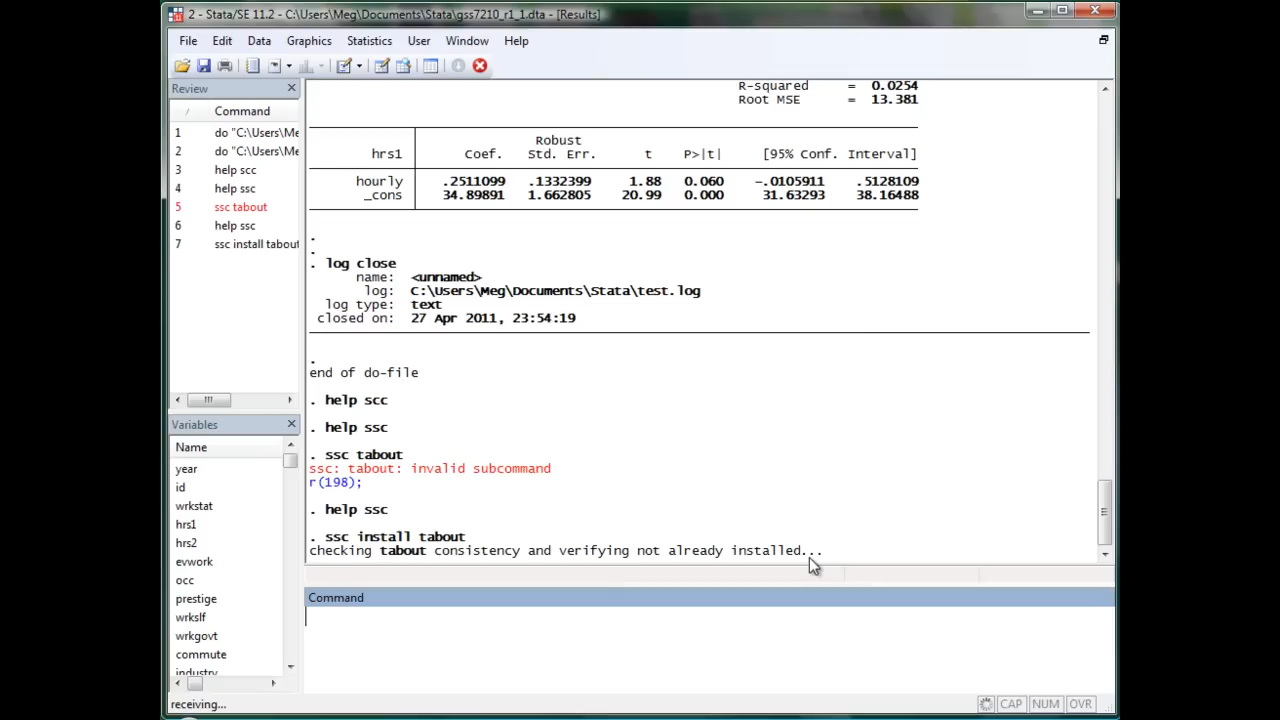 2 - Stata/SE 11.2 - C:\Users\Meg\Documents\Stata\gss7210_r1_1.dta - [Results]
File Edit Data Graphics Statistics User Window Help
Review
Command
1 do "C:\Users\Me
2 do "C:\Users\Me
3 help scc
4 help ssc
5 ssc tabout
6 help ssc
7 ssc install tabou
Variables
Name
year
id
wrkstat
hrs1
hrs2
evwork
occ
prestige
wrkslf
wrkgovt
commute
industry
R-squared = 0.0254
Root MSE = 13.381
Robust
hrs1 Coef. Std. Err. t P>|t| [95% Conf. Interval]
hourly .2511099 .1332399 1.88 0.060 -.0105911 .5128109
_cons 34.89891 1.662805 20.99 0.000 31.63293 38.16488
.
.
. log close
name: <unnamed>
log: C:\Users\Meg\Documents\Stata\test.log
log type: text
closed on: 27 Apr 2011, 23:54:19
.
end of do-file
. help scc
. help ssc
. ssc tabout
ssc: tabout: invalid subcommand
r(198);
. help ssc
. ssc install tabout
checking tabout consistency and verifying not already installed...
Command
receiving...
CAP NUM OVR